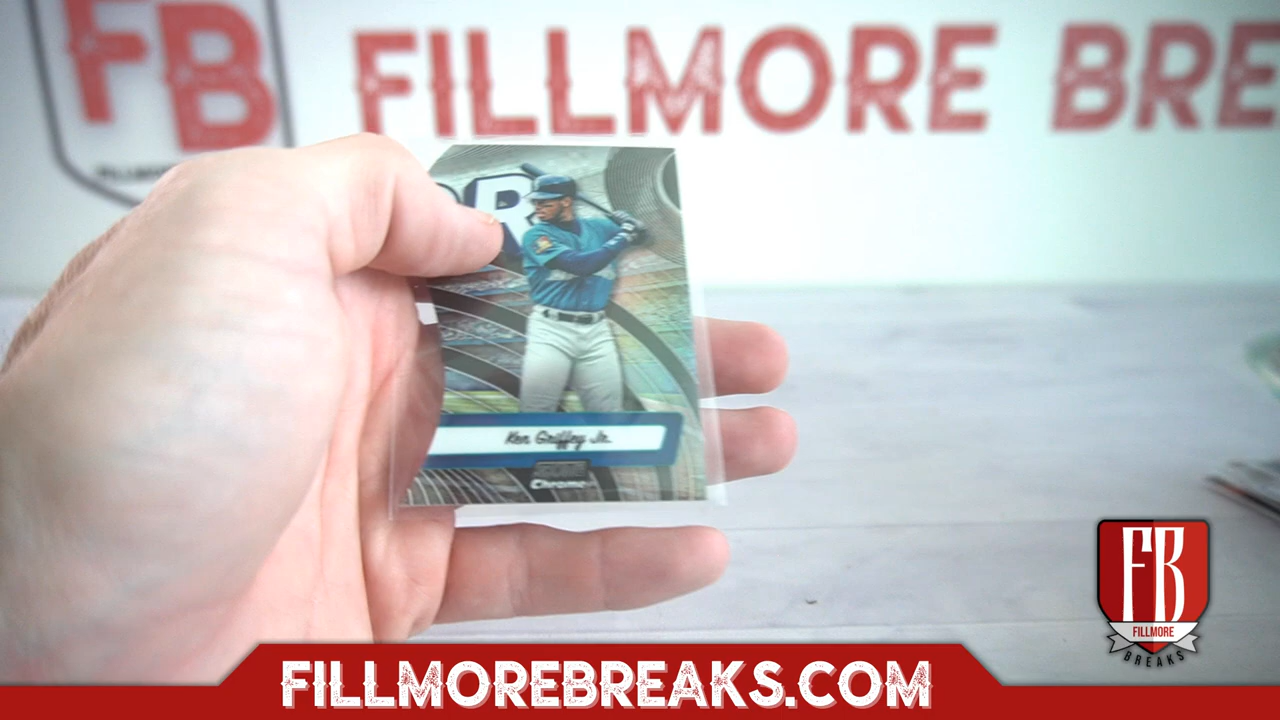 FB
FILLMORE BRE
R
Ken Griffey Jr.
Chrome
FB
FILLMORE
BREAKS
FILLMOREBREAKS.COM